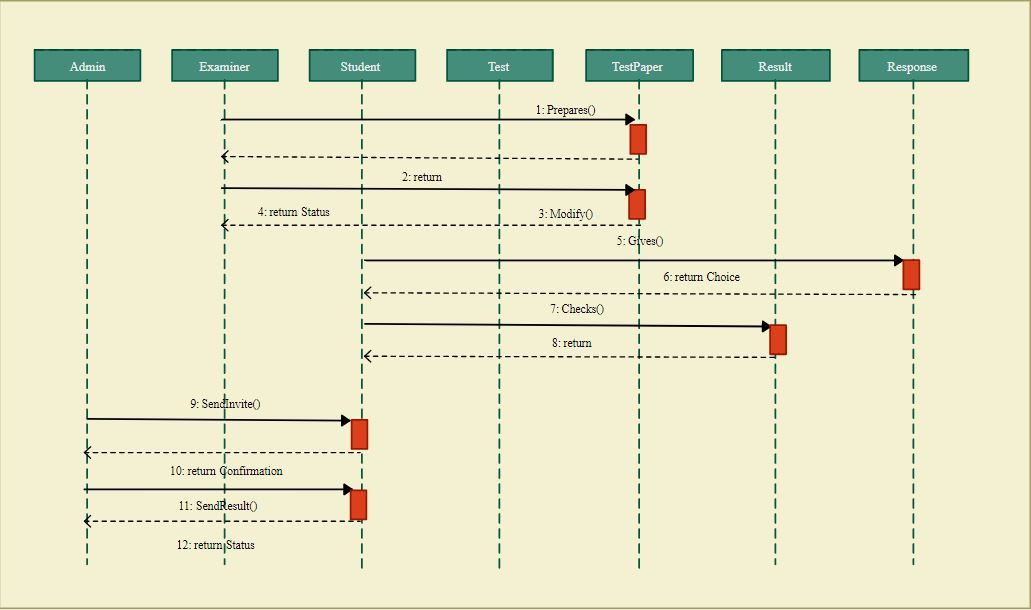 Admin
Examiner
Student
Test
TestPaper
Result
Response
1: Prepares()
2: return
4: return Status
3: Modify()
5: Gives()
6: return Choice
7: Checks()
8: return
9: SendInvite()
10: return Confirmation
11: SendResult()
12: return Status